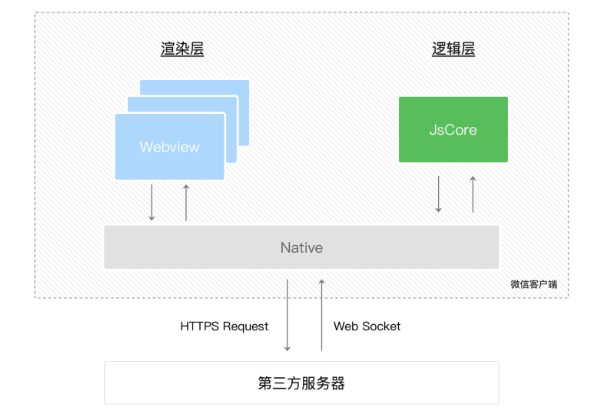 渲染层
逻辑层
Webview
JsCore
Native
微信客户端
HTTPS Request
Web Socket
第三方服务器